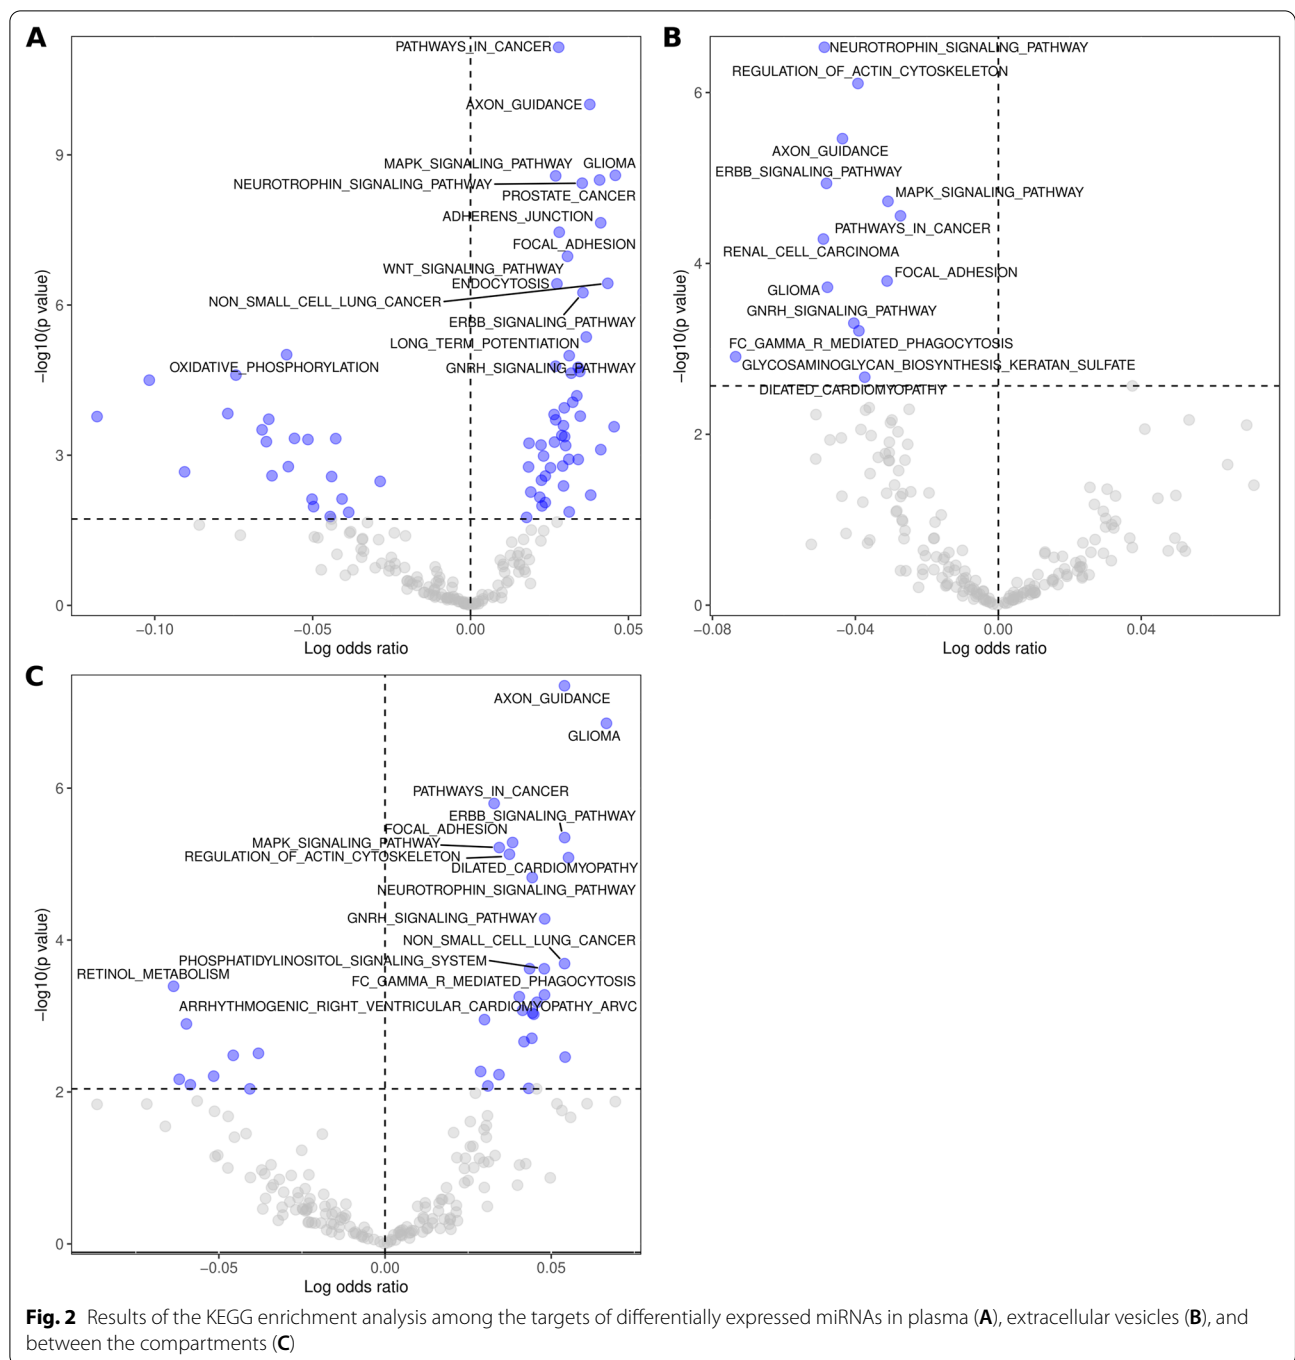 A
PATHWAYS_IN_CANCER
AXON_GUIDANCE
MAPK_SIGNALING_PATHWAY
GLIOMA
NEUROTROPHIN_SIGNALING_PATHWAY
PROSTATE_CANCER
ADHERENS_JUNCTION
FOCAL_ADHESION
WNT_SIGNALING_PATHWAY
ENDOCYTOSIS
NON_SMALL_CELL_LUNG_CANCER
ERBB_SIGNALING_PATHWAY
LONG_TERM_POTENTIATION
OXIDATIVE_PHOSPHORYLATION
GNRH_SIGNALING_PATHWAY
9
6
3
0
−log10(p value)
−0.10
−0.05
0.00
0.05
Log odds ratio
B
NEUROTROPHIN_SIGNALING_PATHWAY
REGULATION_OF_ACTIN_CYTOSKELETON
AXON_GUIDANCE
ERBB_SIGNALING_PATHWAY
MAPK_SIGNALING_PATHWAY
PATHWAYS_IN_CANCER
RENAL_CELL_CARCINOMA
FOCAL_ADHESION
GLIOMA
GNRH_SIGNALING_PATHWAY
FC_GAMMA_R_MEDIATED_PHAGOCYTOSIS
GLYCOSAMINOGLYCAN_BIOSYNTHESIS_KERATAN_SULFATE
DILATED_CARDIOMYOPATHY
6
4
2
0
−log10(p value)
−0.08
−0.04
0.00
0.04
Log odds ratio
C
AXON_GUIDANCE
GLIOMA
PATHWAYS_IN_CANCER
ERBB_SIGNALING_PATHWAY
FOCAL_ADHESION
MAPK_SIGNALING_PATHWAY
REGULATION_OF_ACTIN_CYTOSKELETON
DILATED_CARDIOMYOPATHY
NEUROTROPHIN_SIGNALING_PATHWAY
GNRH_SIGNALING_PATHWAY
NON_SMALL_CELL_LUNG_CANCER
PHOSPHATIDYLINOSITOL_SIGNALING_SYSTEM
RETINOL_METABOLISM
FC_GAMMA_R_MEDIATED_PHAGOCYTOSIS
ARRHYTHMOGENIC_RIGHT_VENTRICULAR_CARDIOMYOPATHY_ARVC
6
4
2
0
−log10(p value)
−0.05
0.00
0.05
Log odds ratio
Fig. 2 Results of the KEGG enrichment analysis among the targets of differentially expressed miRNAs in plasma (A), extracellular vesicles (B), and
between the compartments (C)